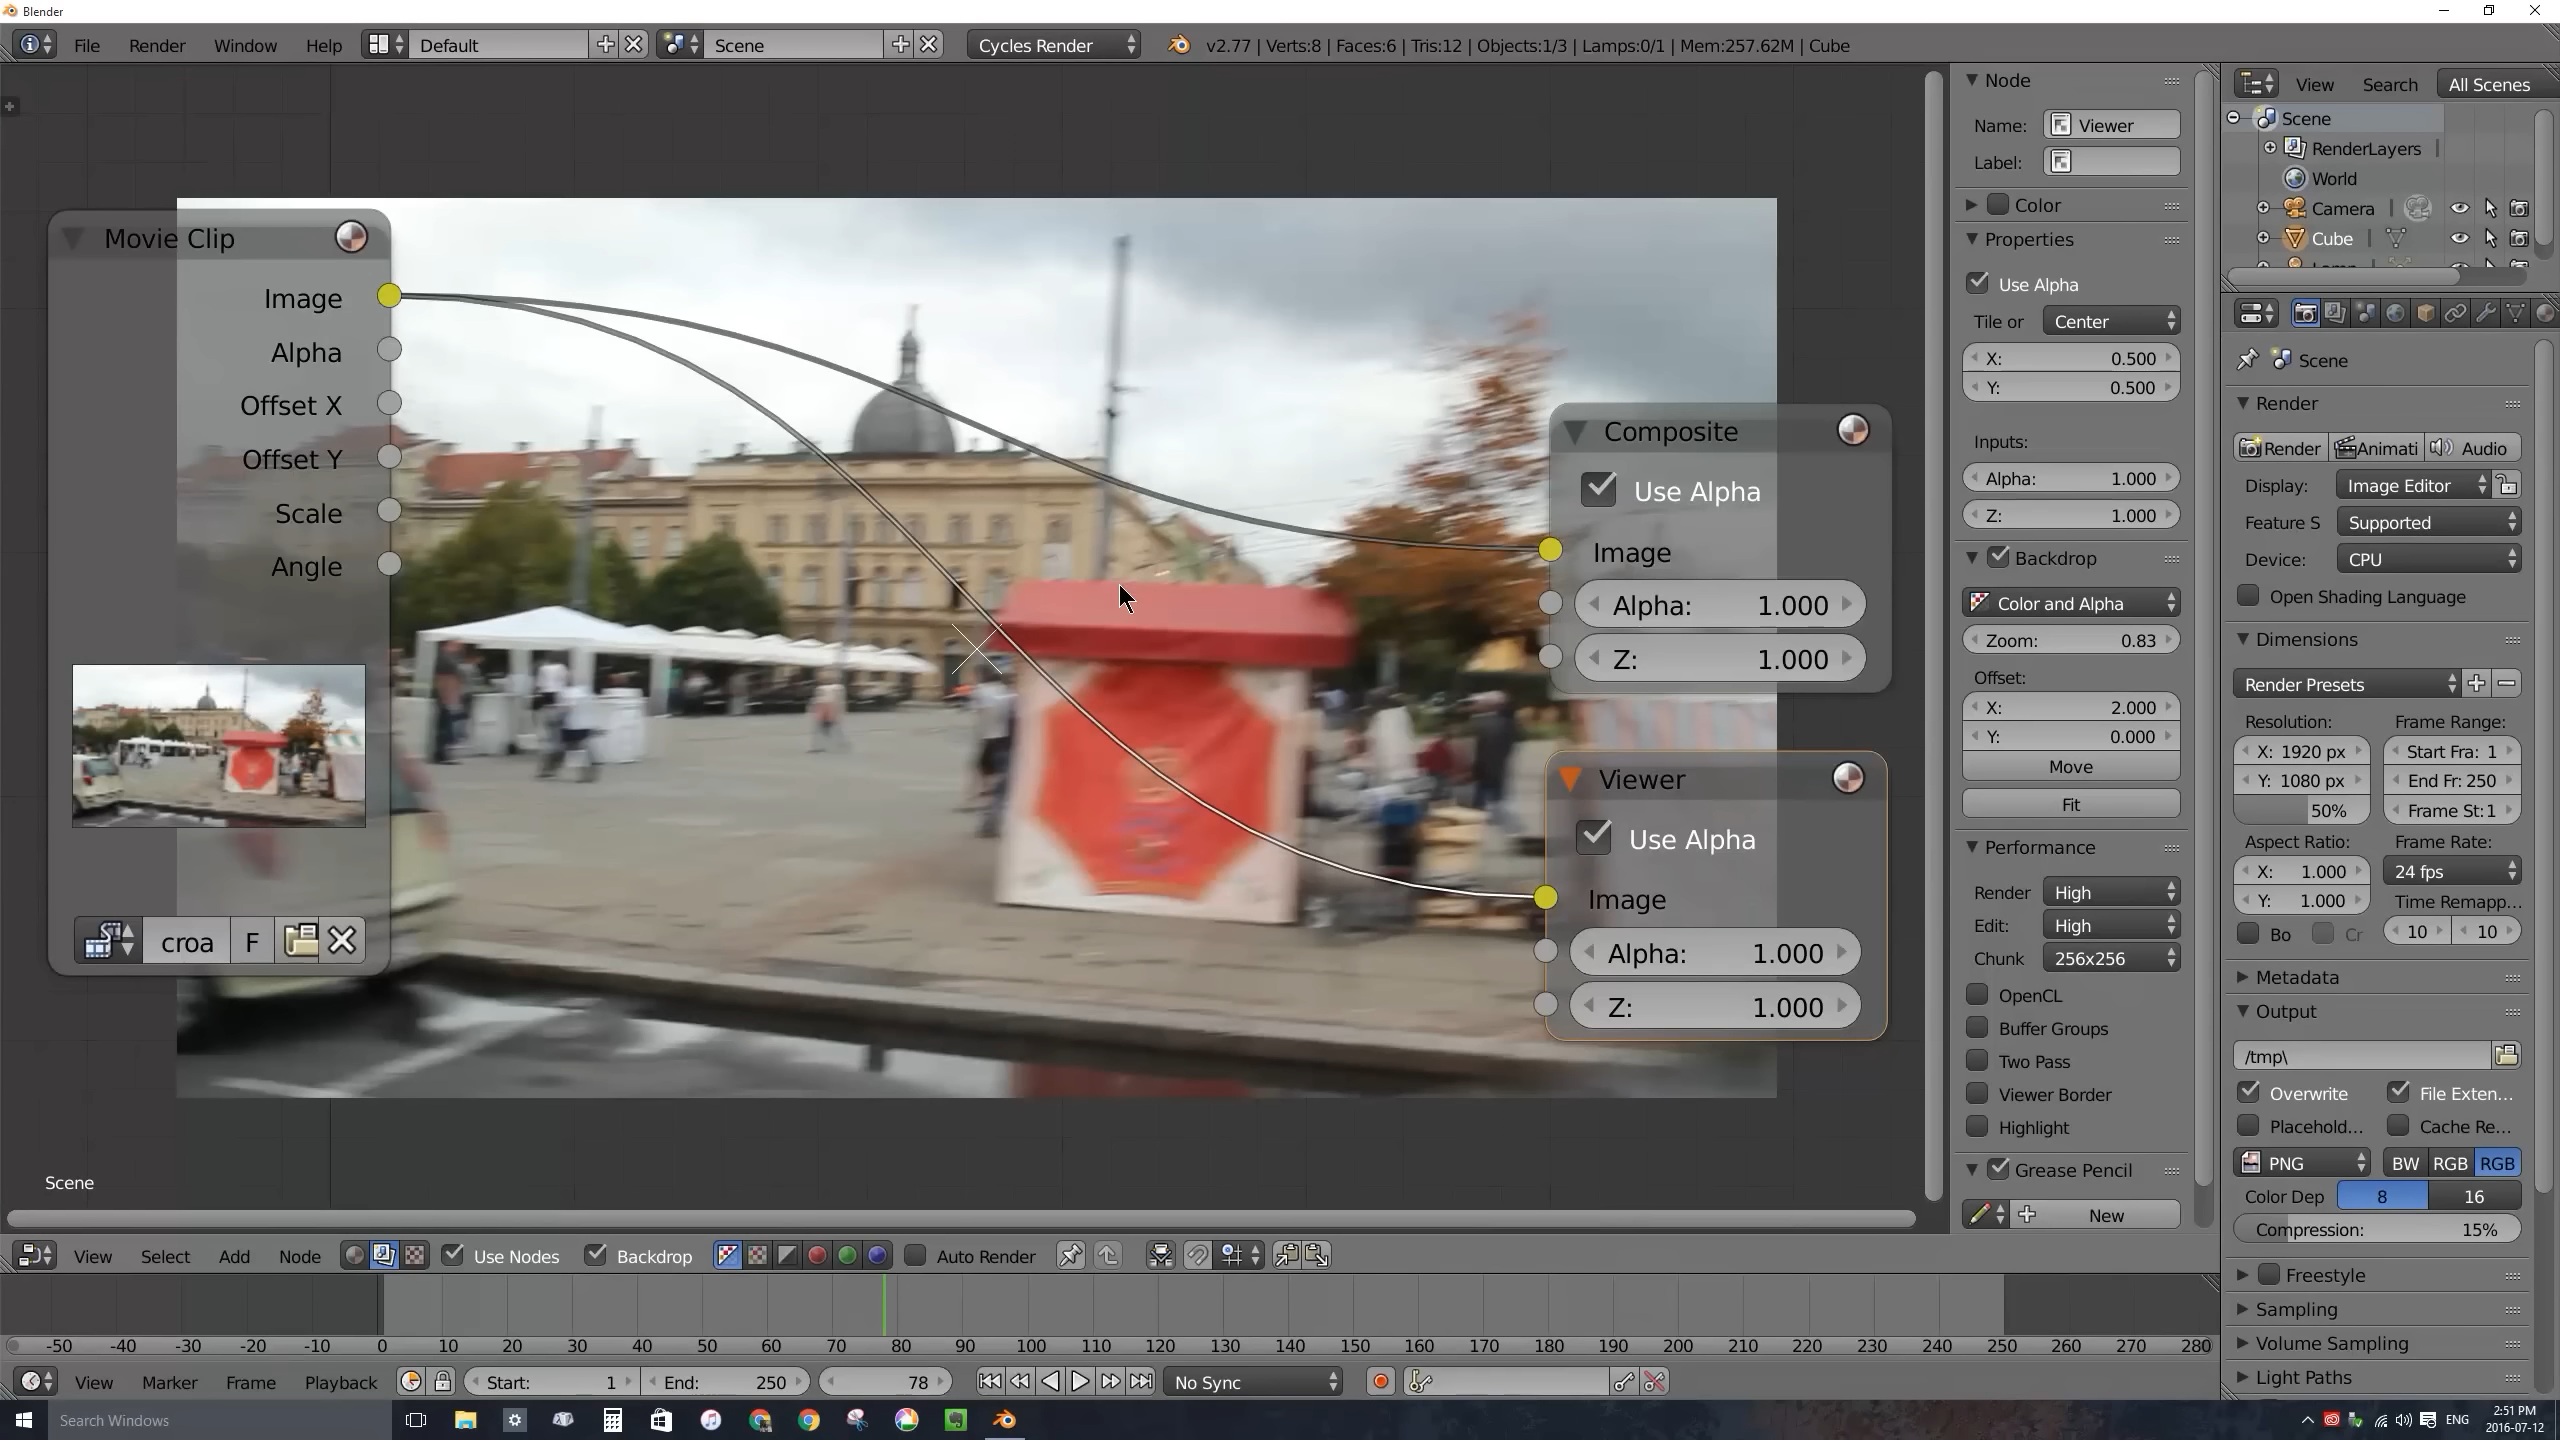 Blender
File Render Window Help Default Scene Cycles Render v2.77 | Verts:8 | Faces:6 | Tris:12 | Objects:1/3 | Lamps:0/1 | Mem:257.62M | Cube
Movie Clip
Image
Alpha
Offset X
Offset Y
Scale
Angle
croa F
Composite
Use Alpha
Image
Alpha: 1.000
Z: 1.000
Viewer
Use Alpha
Image
Alpha: 1.000
Z: 1.000
Scene
Node
Name: Viewer
Label:
Color
Properties
Use Alpha
Tile or Center
X: 0.500
Y: 0.500
Inputs:
Alpha: 1.000
Z: 1.000
Backdrop
Color and Alpha
Zoom: 0.83
Offset:
X: 2.000
Y: 0.000
Move
Fit
Performance
Render High
Edit: High
Chunk 256x256
OpenCL
Buffer Groups
Two Pass
Viewer Border
Highlight
Grease Pencil
New
View Search All Scenes
Scene
RenderLayers
World
Camera
Cube
Scene
Render
Render Animati Audio
Display: Image Editor
Feature S Supported
Device: CPU
Open Shading Language
Dimensions
Render Presets
Resolution: Frame Range:
X: 1920 px Start Fra: 1
Y: 1080 px End Fr: 250
50% Frame St:1
Aspect Ratio: Frame Rate:
X: 1.000 24 fps
Y: 1.000 Time Remapp...
Bo Cr 10 10
Metadata
Output
/tmp\
Overwrite File Exten...
Placehold... Cache Re...
PNG BW RGB RGB
Color Dep 8 16
Compression: 15%
Freestyle
Sampling
Volume Sampling
Light Paths
View Select Add Node Use Nodes Backdrop Auto Render
-50 -40 -30 -20 -10 0 10 20 30 40 50 60 70 80 90 100 110 120 130 140 150 160 170 180 190 200 210 220 230 240 250 260 270 280
View Marker Frame Playback Start: 1 End: 250 78 No Sync
Search Windows ENG 2:51 PM
2016-07-12